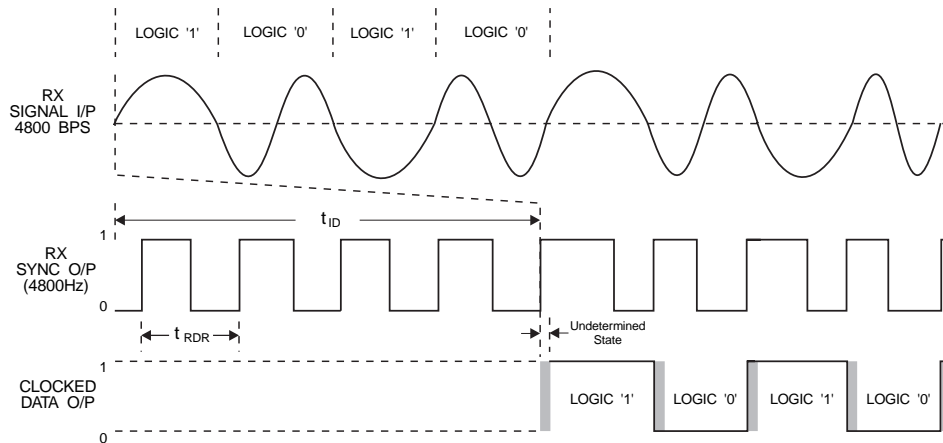 LOGIC '1' LOGIC '0' LOGIC '1' LOGIC '0'
RX
SIGNAL I/P
4800 BPS
t ID
1
RX
SYNC O/P
(4800Hz)
0
t RDR
Undetermined
State
1
CLOCKED
DATA O/P
LOGIC '1' LOGIC '0' LOGIC '1' LOGIC '0'
0